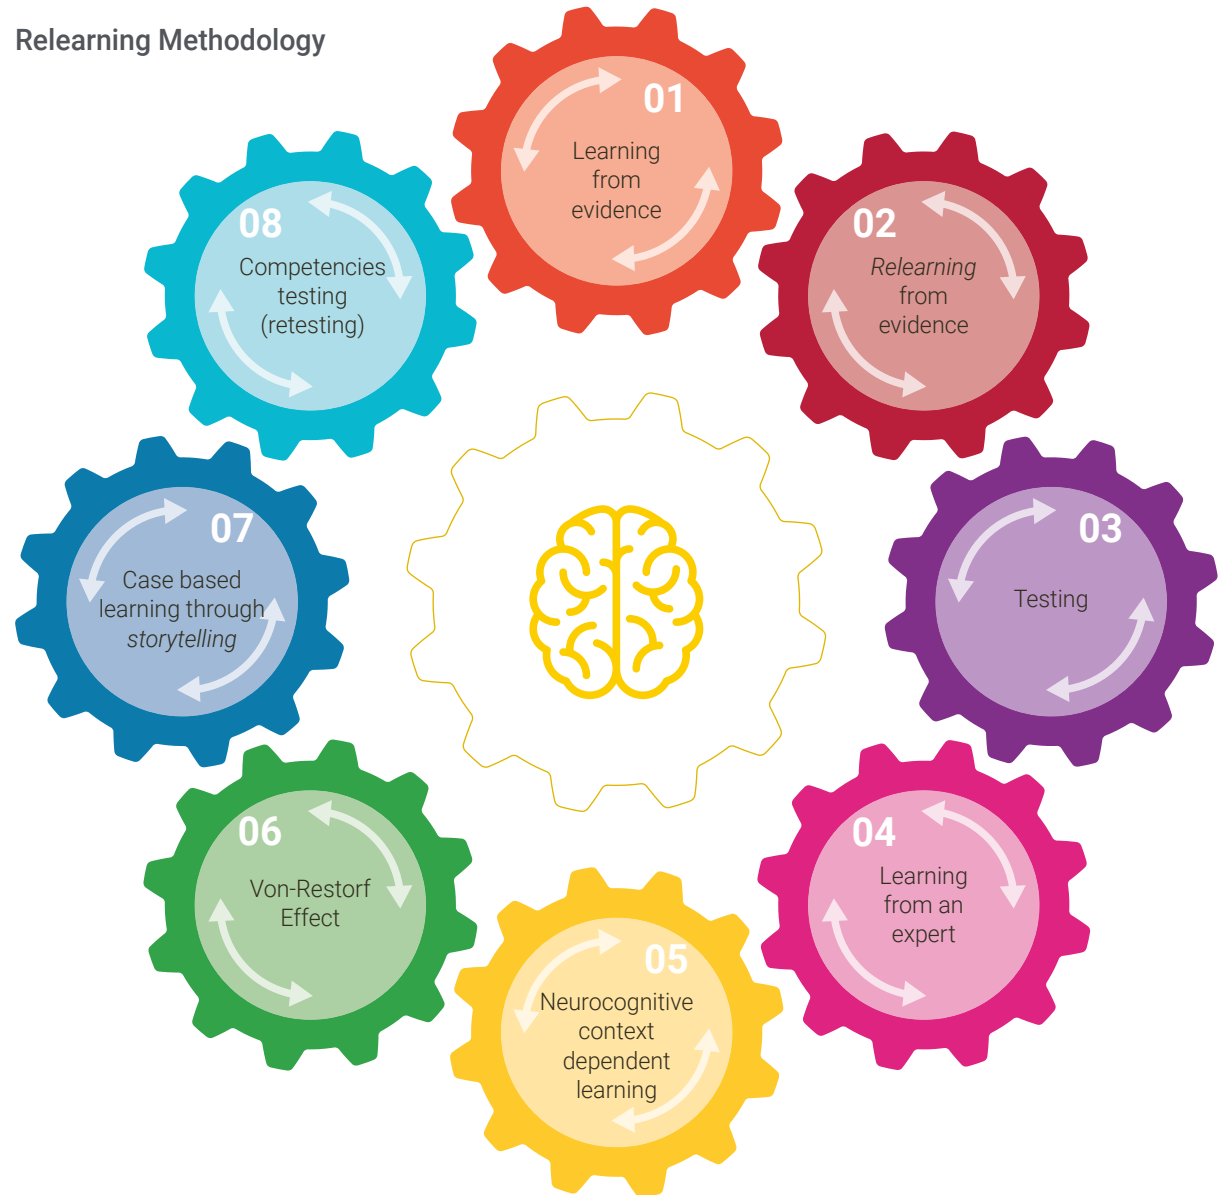 Relearning Methodology
01
Learning
from
evidence
02
Relearning
from
evidence
03
Testing
04
Learning
from an
expert
05
Neurocognitive
context
dependent
learning
06
Von-Restorf
Effect
07
Case based
learning through
storytelling
08
Competencies
testing
(retesting)